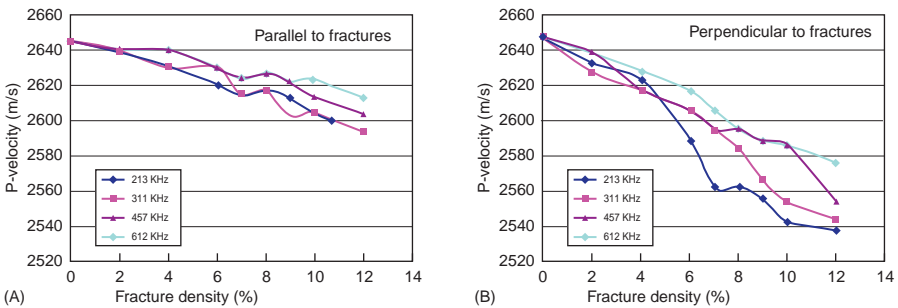 Parallel to fractures
P-velocity (m/s)
2660
2640
2620
2600
2580
2560
2540
2520
213 KHz
311 KHz
457 KHz
612 KHz
0 2 4 6 8 10 12 14
(A) Fracture density (%)
Perpendicular to fractures
P-velocity (m/s)
2660
2640
2620
2600
2580
2560
2540
2520
213 KHz
311 KHz
457 KHz
612 KHz
0 2 4 6 8 10 12 14
(B) Fracture density (%)